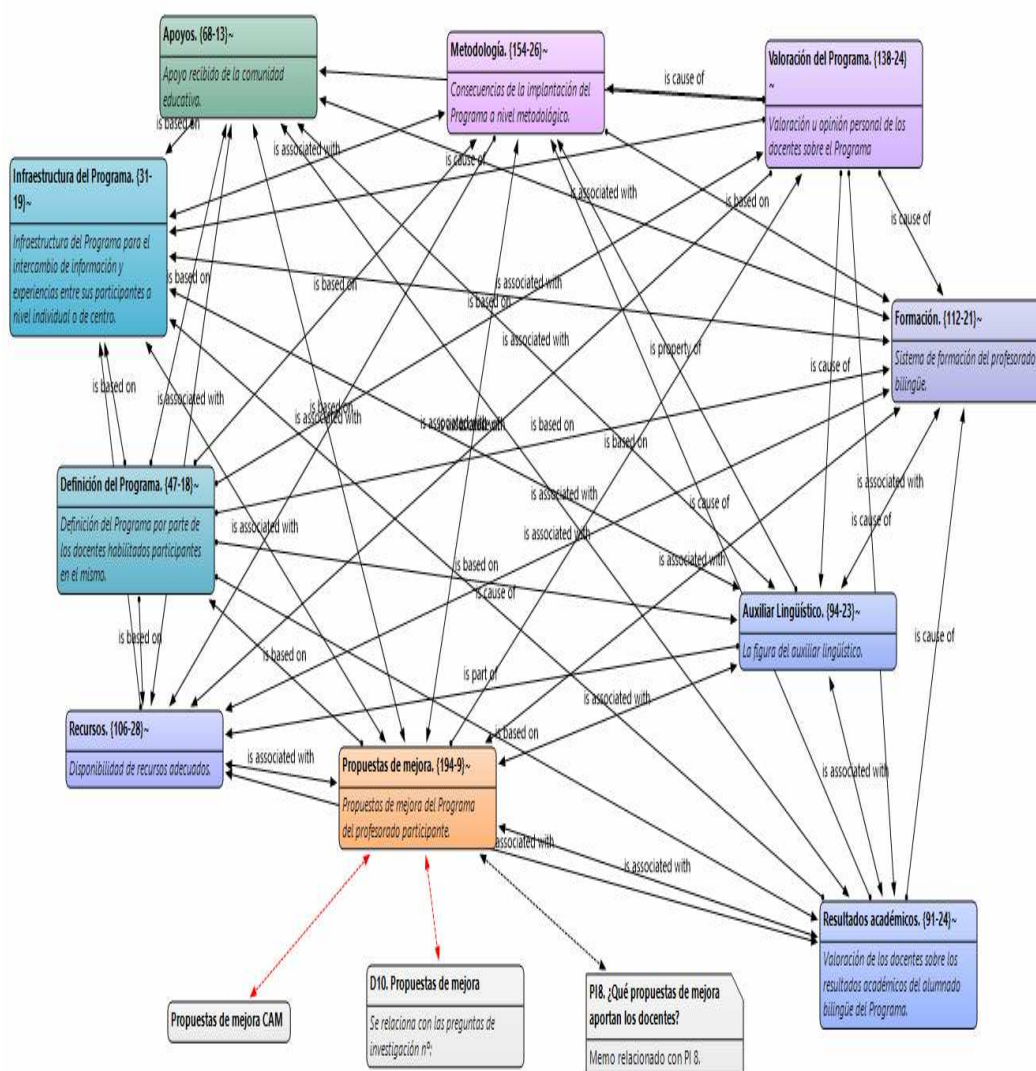 Apoyos. {68-13}~
Apoyo recibido de la comunidad
educativa.
Metodología. {154-26}~
Consecuencias de la implantación del
Programa a nivel metodológico.
Valoración del Programa. {138-24}
~
Valoración u opinión personal de los
docentes sobre el Programa
is cause of
is based on
is associated with
is cause of
is associated with
is based on
is cause of
Infraestructura del Programa. {31-
19}~
Infraestructura del Programa para el
intercambio de información y
experiencias entre sus participantes a
nivel individual o de centro.
is based on
is based on
is associated with
is based on
Formación. {112-21}~
Sistema de formación del profesorado
bilingüe.
is associated with
is property of
is cause of
is based on
is associated with
is based on
is associated with
is associated with
is based on
is based on
Definición del Programa. {47-18}~
Definición del Programa por parte de
los docentes habilitados participantes
en el mismo.
is associated with
is associated with
is cause of
is associated with
is cause of
is associated with
is based on
is cause of
Auxiliar Lingüístico. {94-23}~
La figura del auxiliar lingüístico.
is based on
is based on
is cause of
is part of
is associated with
Recursos. {106-28}~
Disponibilidad de recursos adecuados.
is associated with
is based on
is associated with
Propuestas de mejora. {194-9}~
Propuestas de mejora del Programa
del profesorado participante.
associated with
is associated with
Resultados académicos. {91-24}~
Valoración de los docentes sobre los
resultados académicos del alumnado
bilingüe del Programa.
Propuestas de mejora CAM
D10. Propuestas de mejora
Se relaciona con las preguntas de
investigación nº:
PI8. ¿Qué propuestas de mejora
aportan los docentes?
Memo relacionado con PI 8.